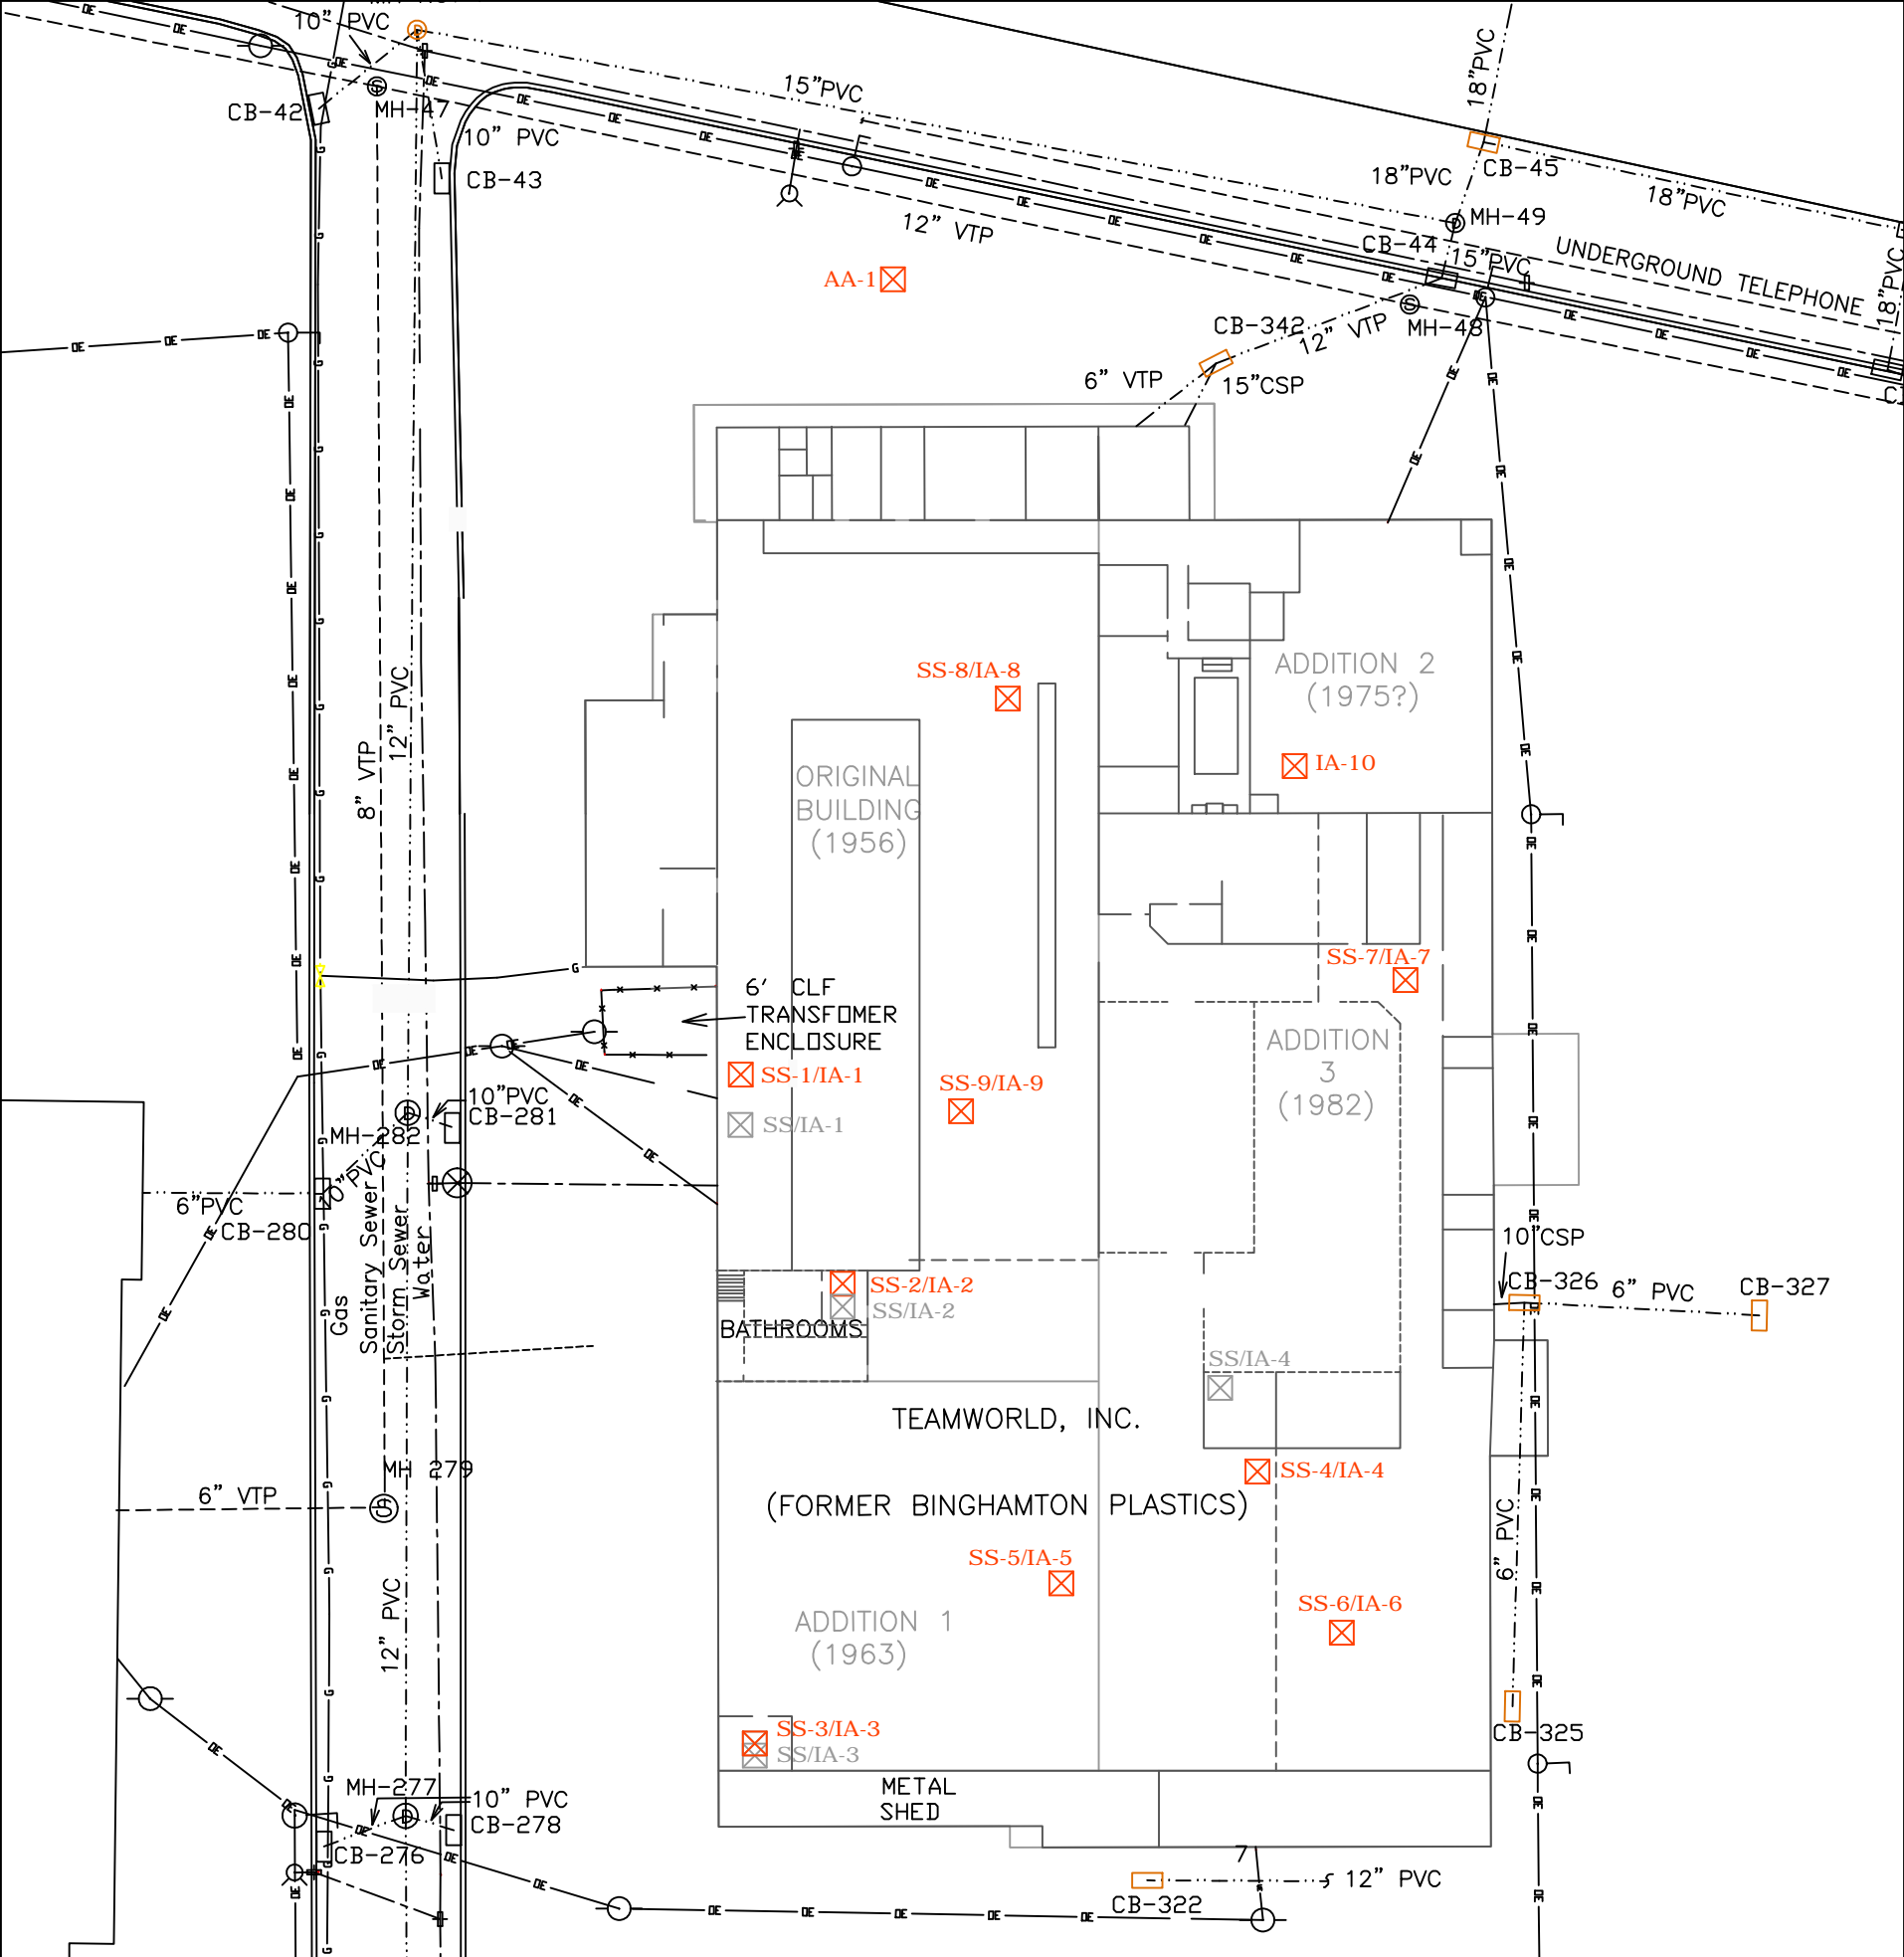 10" PVC
CB-42
MH-47
10" PVC
CB-43
15"PVC
12" VTP
18"PVC
CB-45
18"PVC
18"PVC
MH-49
CB-44
15"PVC
UNDERGROUND TELEPHONE
18"PVC
MH-48
CB-342
12" VTP
6" VTP
15"CSP
AA-1
SS-8/IA-8
ADDITION 2
(1975?)
IA-10
ORIGINAL
BUILDING
(1956)
12" PVC
8" VTP
SS-7/IA-7
6' CLF
TRANSFOMER
ENCLOSURE
ADDITION
3
(1982)
SS-1/IA-1
SS-9/IA-9
SS/IA-1
10"PVC
CB-281
MH-282
10"PVC
6"PVC
CB-280
Gas
Sanitary Sewer
Storm Sewer
Water
10"CSP
CB-326
6" PVC
CB-327
SS-2/IA-2
SS/IA-2
BATHROOMS
SS/IA-4
TEAMWORLD, INC.
MH 279
6" VTP
SS-4/IA-4
(FORMER BINGHAMTON PLASTICS)
6" PVC
SS-5/IA-5
SS-6/IA-6
12" PVC
ADDITION 1
(1963)
SS-3/IA-3
SS/IA-3
CB-325
MH-277
10" PVC
CB-278
CB-276
METAL
SHED
7
12" PVC
CB-322